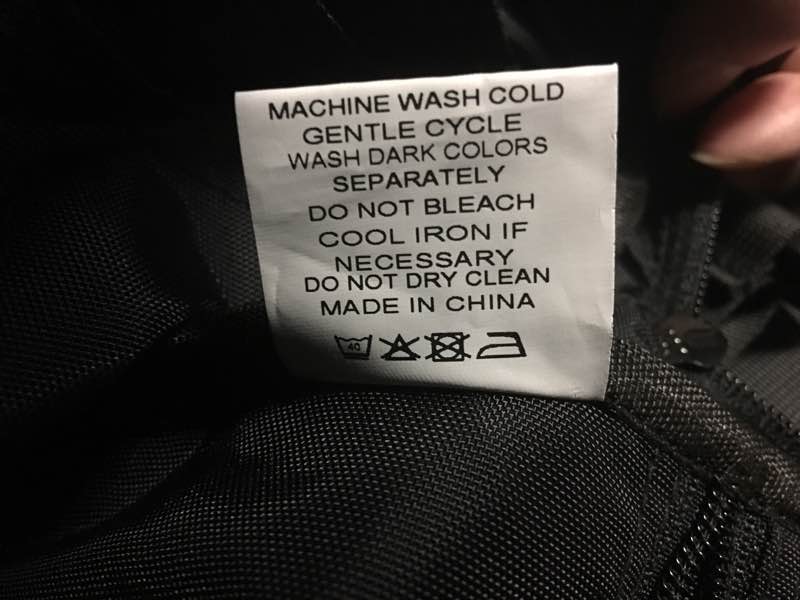 MACHINE WASH COLD
GENTLE CYCLE
WASH DARK COLORS
SEPARATELY
DO NOT BLEACH
COOL IRON IF
NECESSARY
DO NOT DRY CLEAN
MADE IN CHINA
40